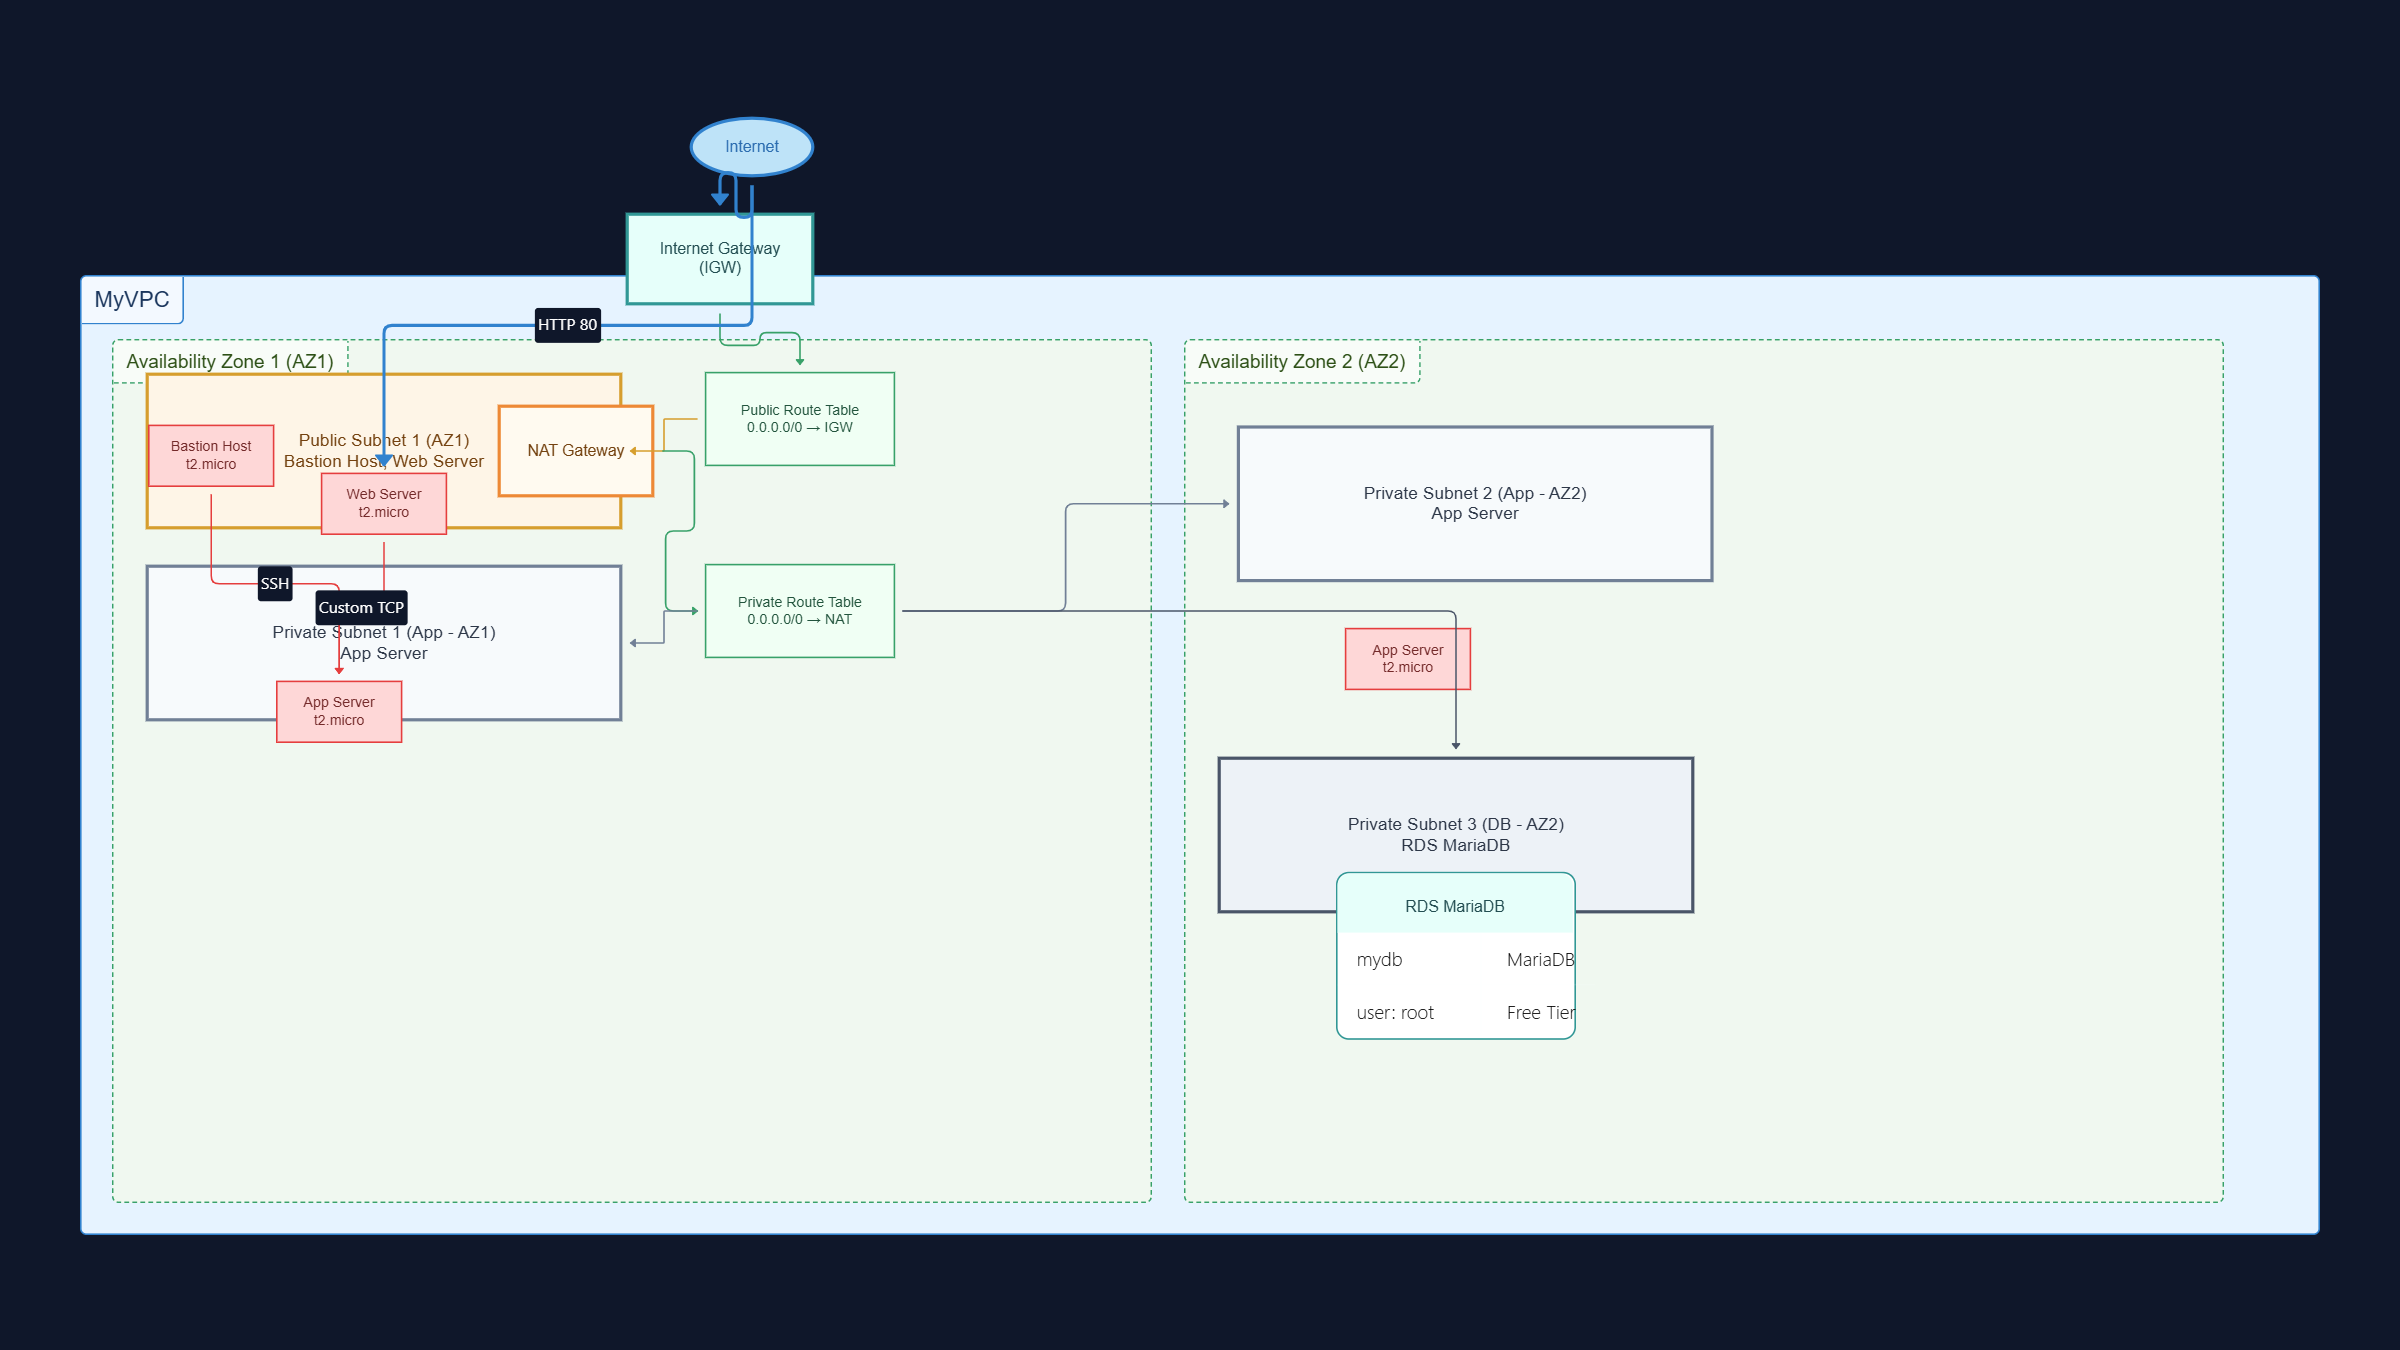 Internet
Internet Gateway
(IGW)
MyVPC
HTTP 80
Availability Zone 1 (AZ1)
Availability Zone 2 (AZ2)
Public Subnet 1 (AZ1)
Bastion Host, Web Server
Bastion Host
t2.micro
Web Server
t2.micro
NAT Gateway
Public Route Table
0.0.0.0/0 → IGW
SSH
Custom TCP
Private Subnet 1 (App - AZ1)
App Server
App Server
t2.micro
Private Route Table
0.0.0.0/0 → NAT
Private Subnet 2 (App - AZ2)
App Server
App Server
t2.micro
Private Subnet 3 (DB - AZ2)
RDS MariaDB
RDS MariaDB
mydb MariaDB
user: root Free Tier